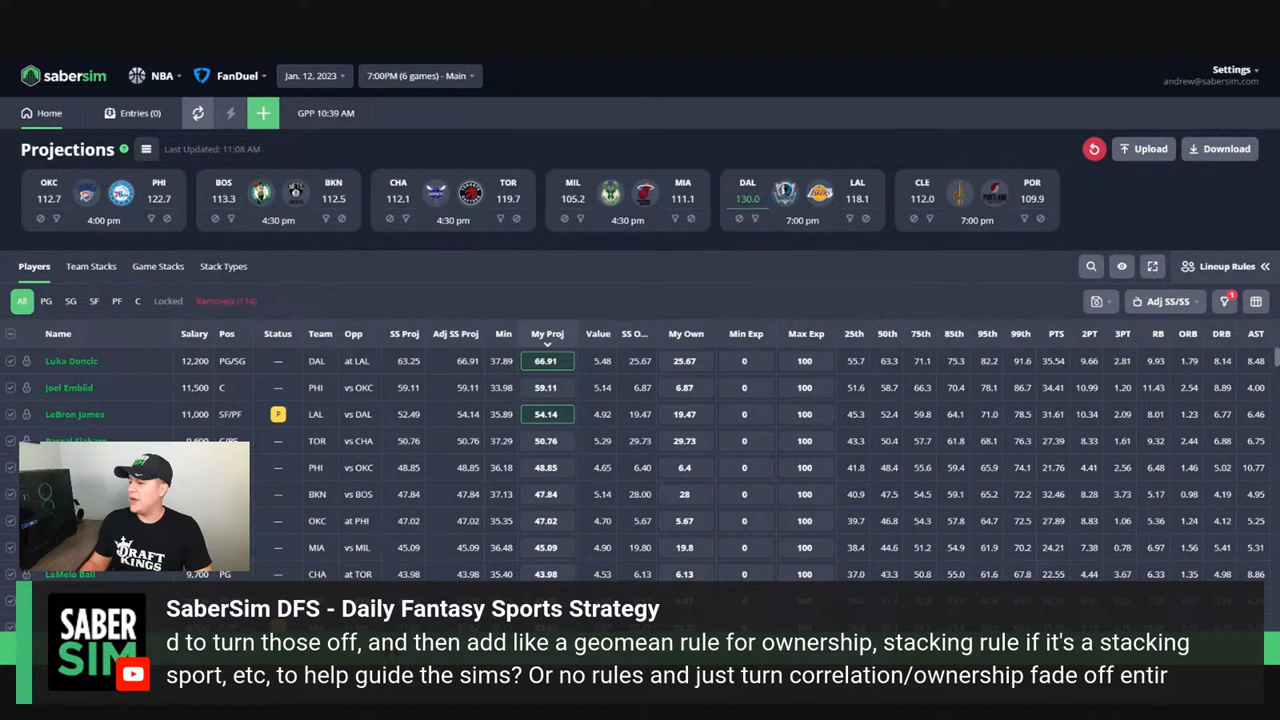 sabersim NBA FanDuel Jan. 12, 2023 7:00PM (6 games) - Main Settings
andrew@sabersim.com
Home Entries (0) GPP 10:39 AM
Projections Last Updated: 11:08 AM Upload Download
OKC PHI BOS BKN CHA TOR MIL MIA DAL LAL CLE POR
112.7 122.7 113.3 112.5 112.1 119.7 105.2 111.1 130.0 118.1 112.0 109.9
4:00 pm 4:30 pm 4:30 pm 4:30 pm 7:00 pm 7:00 pm
Players Team Stacks Game Stacks Stack Types Lineup Rules
All PG SG SF PF C Locked Removed (114) Adj SS/SS 1
Name Salary Pos Status Team Opp SS Proj Adj SS Proj Min My Proj Value SS O... My Own Min Exp Max Exp 25th 50th 75th 85th 95th 99th PTS 2PT 3PT RB ORB DRB AST
Luka Doncic 12,200 PG/SG — DAL at LAL 63.25 66.91 37.89 66.91 5.48 25.67 25.67 0 100 55.7 63.3 71.1 75.3 82.2 91.6 35.54 9.66 2.81 9.93 1.79 8.14 8.48
Joel Embiid 11,500 C — PHI vs OKC 59.11 59.11 33.98 59.11 5.14 6.87 6.87 0 100 51.6 58.7 66.3 70.4 78.1 86.7 34.41 10.99 1.20 11.43 2.54 8.89 4.00
LeBron James 11,000 SF/PF P LAL vs DAL 52.49 54.14 35.89 54.14 4.92 19.47 19.47 0 100 45.3 52.4 59.8 64.1 71.0 78.5 31.61 10.34 2.09 8.01 1.23 6.77 6.46
— TOR vs CHA 50.76 50.76 37.29 50.76 5.29 29.73 29.73 0 100 43.3 50.4 57.7 61.8 68.1 76.3 27.39 8.33 1.61 9.32 2.44 6.88 6.75
— PHI vs OKC 48.85 48.85 36.18 48.85 4.65 6.40 6.4 0 100 41.8 48.4 55.4 59.4 65.9 74.1 21.76 4.41 2.56 6.48 1.46 5.02 10.77
— BKN vs BOS 47.84 47.84 37.13 47.84 5.14 28.00 28 0 100 40.9 47.5 54.5 59.1 65.2 72.2 32.46 8.28 3.73 5.17 0.98 4.19 4.95
— OKC at PHI 47.02 47.02 35.35 47.02 4.70 5.67 5.67 0 100 39.7 46.8 54.3 57.8 64.7 72.5 30.83 8.83 1.06 5.36 1.24 4.12 5.25
— MIA vs MIL 45.09 45.09 36.48 45.09 4.90 19.80 19.8 0 100 38.4 44.6 51.2 54.9 61.9 70.2 24.21 7.38 0.78 6.97 1.56 5.41 5.31
LaMelo Ball 9,700 PG — CHA at TOR 43.98 43.98 35.40 43.98 4.53 6.13 6.13 0 100 37.0 43.3 50.8 55.0 61.6 67.8 22.55 4.44 3.67 6.33 1.35 4.98 8.86
DRAFT
KINGS
SABER
SIM
SaberSim DFS - Daily Fantasy Sports Strategy
d to turn those off, and then add like a geomean rule for ownership, stacking rule if it's a stacking
sport, etc, to help guide the sims? Or no rules and just turn correlation/ownership fade off entir